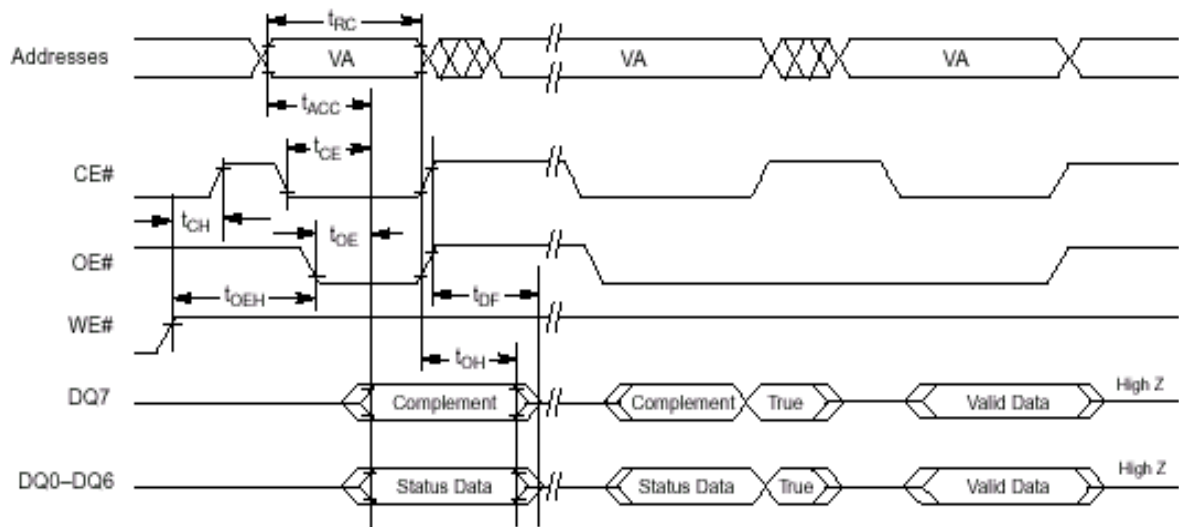 tRC
Addresses VA VA VA
tACC
tCE
CE#
tCH tOE
OE#
tOEH tDF
WE#
tOH
DQ7 Complement Complement True Valid Data High Z
DQ0–DQ6 Status Data Status Data True Valid Data High Z